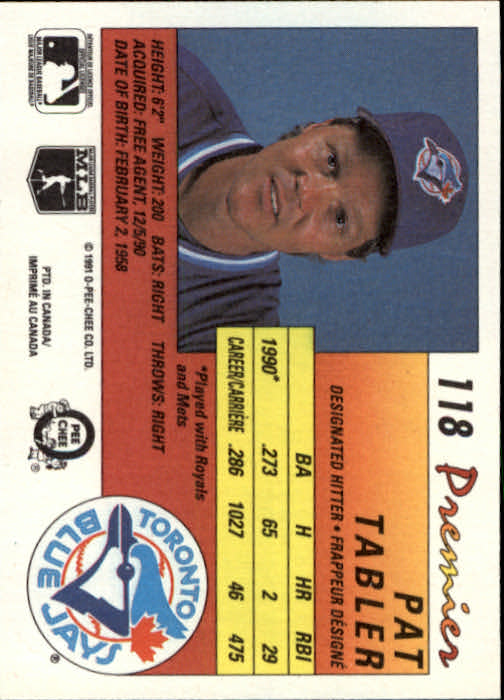 118 Premier
PAT
TABLER
DESIGNATED HITTER • FRAPPEUR DÉSIGNÉ
BA H HR RBI
1990* .273 65 2 29
CAREER/CARRIÈRE .286 1027 46 475
*Played with Royals
and Mets
HEIGHT: 6'2" WEIGHT: 200 BATS: RIGHT THROWS: RIGHT
ACQUIRED: FREE AGENT, 12/5/90
DATE OF BIRTH: FEBRUARY 2, 1958
TORONTO
BLUE JAYS
®
MLB
© 1991 O-PEE-CHEE CO. LTD.
PTD. IN CANADA/
IMPRIMÉ AU CANADA
O
PEE
CHEE
®